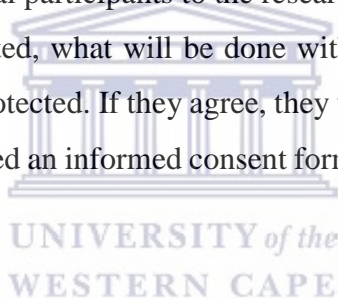 al participants to the resear
ted, what will be done wit
otected. If they agree, they
ed an informed consent form
UNIVERSITY of the
WESTERN CAPE